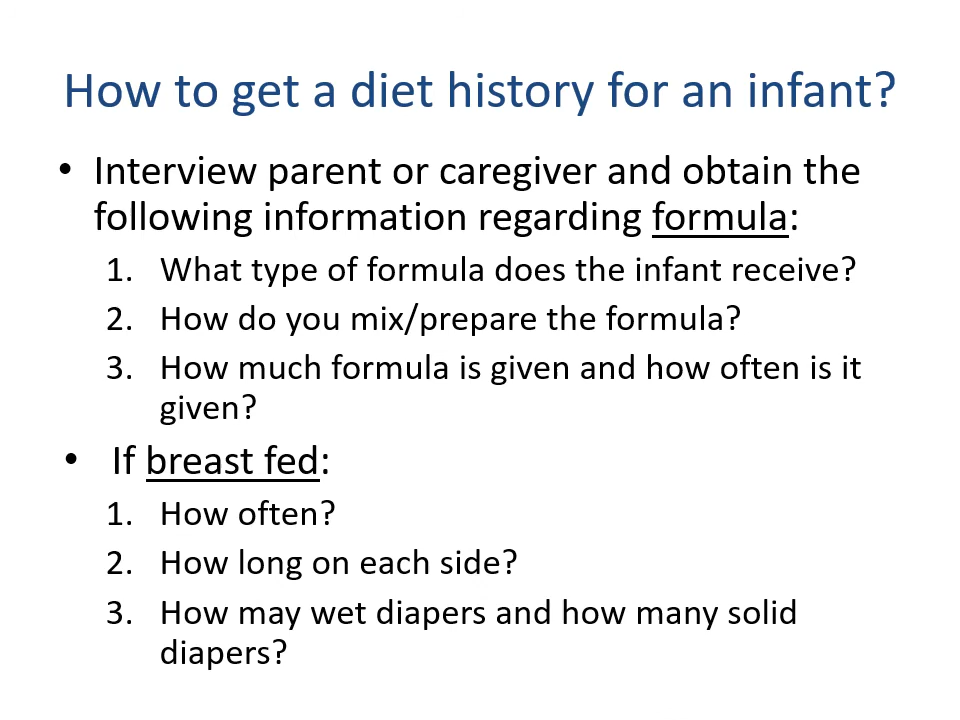 How to get a diet history for an infant?
• Interview parent or caregiver and obtain the
following information regarding formula:
1. What type of formula does the infant receive?
2. How do you mix/prepare the formula?
3. How much formula is given and how often is it
given?
• If breast fed:
1. How often?
2. How long on each side?
3. How may wet diapers and how many solid
diapers?